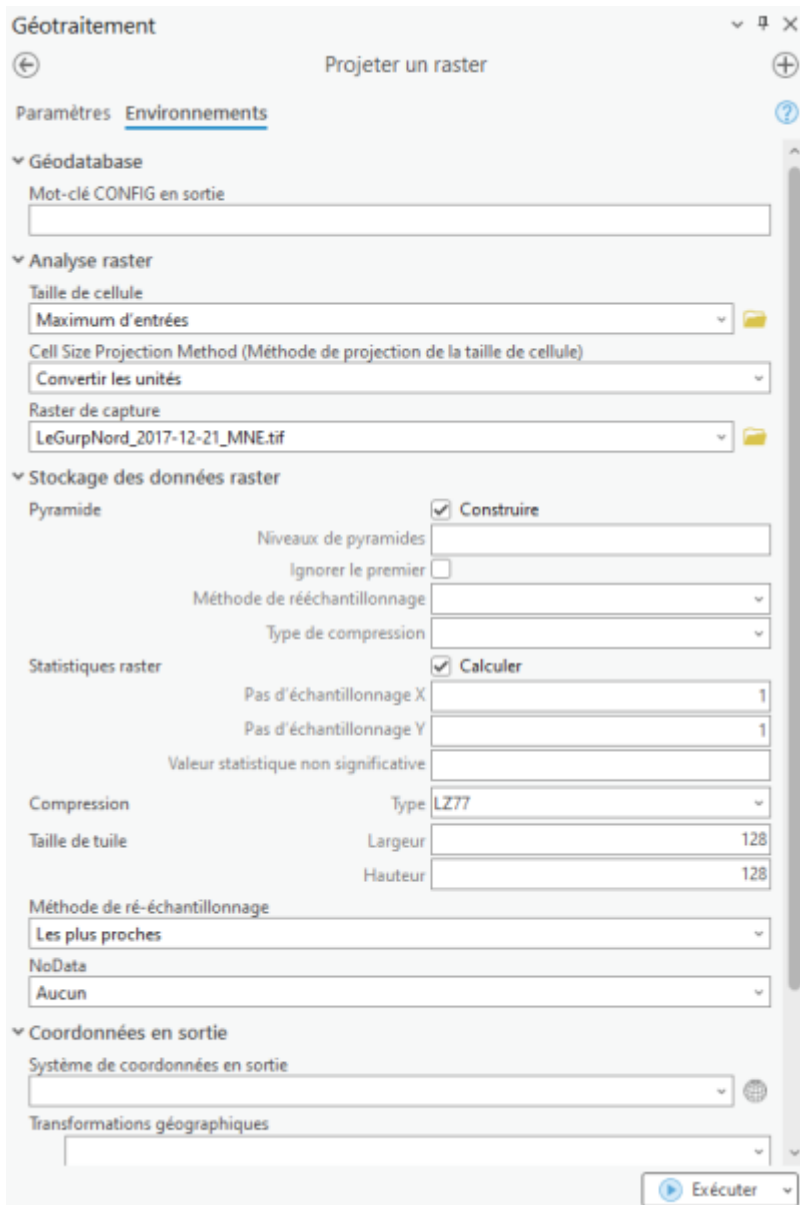 Géotraitement
Projeter un raster
Paramètres Environnements
Géodatabase
Mot-clé CONFIG en sortie
Analyse raster
Taille de cellule
Maximum d'entrées
Cell Size Projection Method (Méthode de projection de la taille de cellule)
Convertir les unités
Raster de capture
LeGurpNord_2017-12-21_MNE.tif
Stockage des données raster
Pyramide Construire
Niveaux de pyramides
Ignorer le premier
Méthode de rééchantillonnage
Type de compression
Statistiques raster Calculer
Pas d'échantillonnage X 1
Pas d'échantillonnage Y 1
Valeur statistique non significative
Compression Type LZ77
Taille de tuile Largeur 128
Hauteur 128
Méthode de ré-échantillonnage
Les plus proches
NoData
Aucun
Coordonnées en sortie
Système de coordonnées en sortie
Transformations géographiques
Exécuter